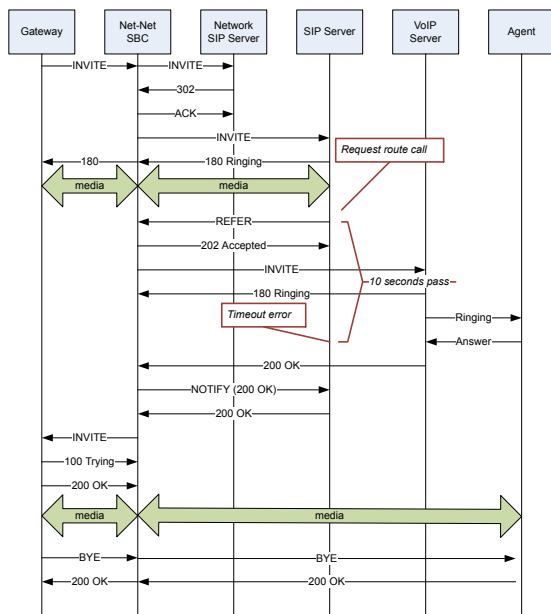 Gateway
Net-Net
SBC
Network
SIP Server
SIP Server
VoIP
Server
Agent
INVITE
INVITE
302
ACK
INVITE
Request route call
180
180 Ringing
media
media
REFER
202 Accepted
INVITE
10 seconds pass
180 Ringing
Timeout error
Ringing
Answer
200 OK
NOTIFY (200 OK)
200 OK
INVITE
100 Trying
200 OK
media
media
BYE
BYE
200 OK
200 OK